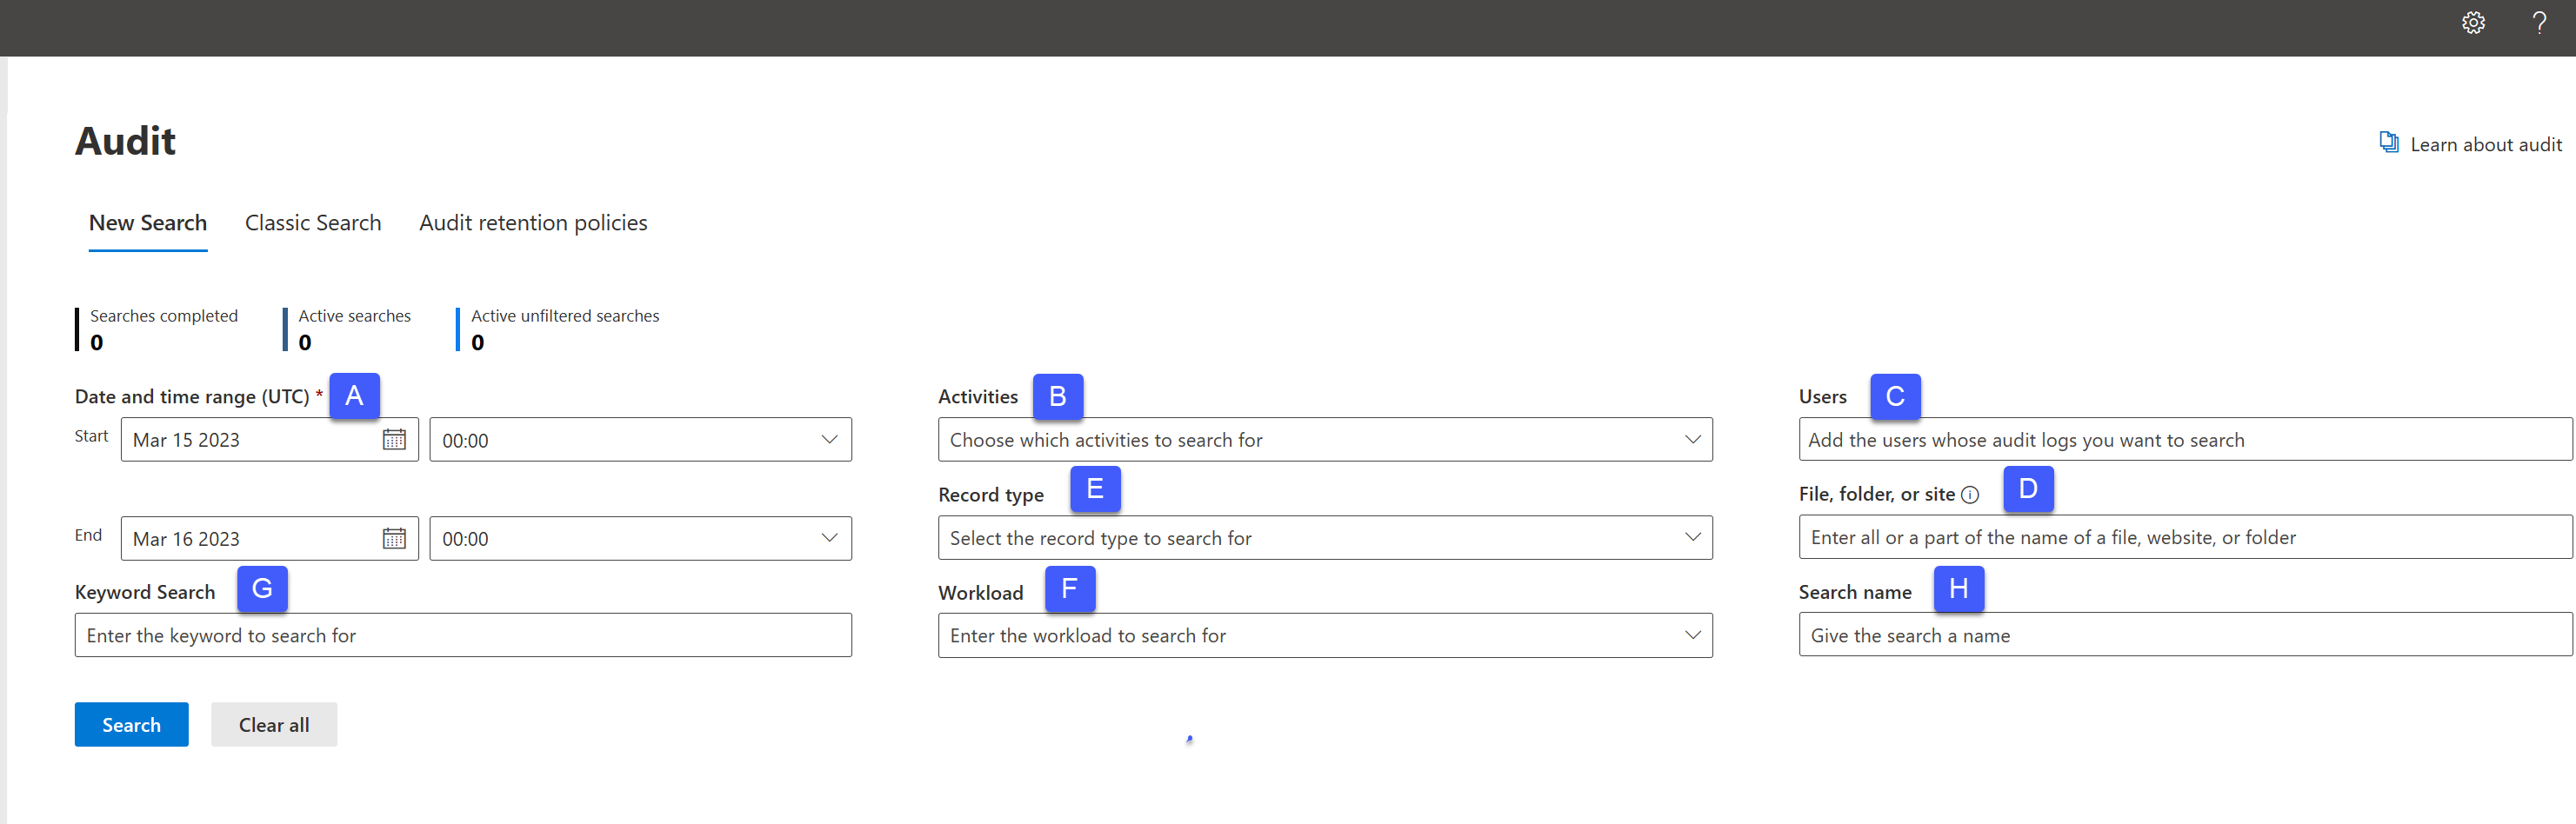 Audit
Learn about audit
New Search Classic Search Audit retention policies
Searches completed Active searches Active unfiltered searches
0 0 0
Date and time range (UTC) * A Activities B Users C
Start Mar 15 2023 00:00 Choose which activities to search for Add the users whose audit logs you want to search
Record type E File, folder, or site D
End Mar 16 2023 00:00 Select the record type to search for Enter all or a part of the name of a file, website, or folder
Keyword Search G Workload F Search name H
Enter the keyword to search for Enter the workload to search for Give the search a name
Search Clear all